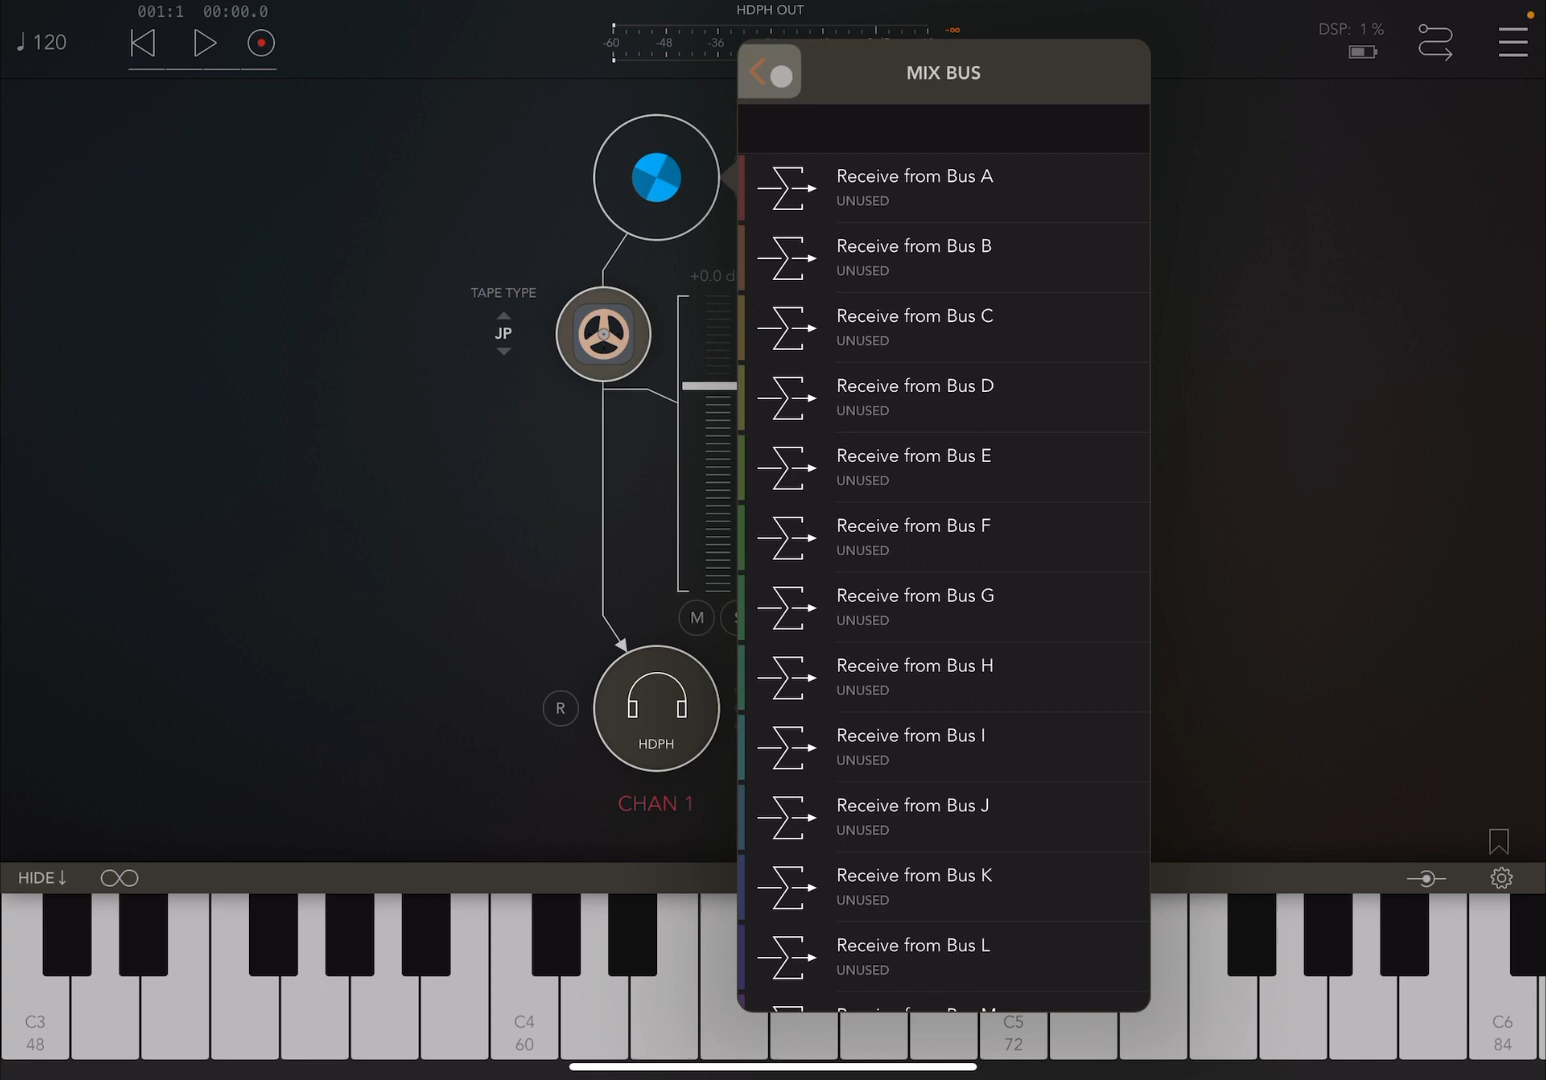 001:1 00:00.0
HDPH OUT
♩ 120
-60 -48 -36
-∞
DSP: 1 %
MIX BUS
Receive from Bus A
UNUSED
Receive from Bus B
UNUSED
Receive from Bus C
UNUSED
Receive from Bus D
UNUSED
Receive from Bus E
UNUSED
Receive from Bus F
UNUSED
Receive from Bus G
UNUSED
Receive from Bus H
UNUSED
Receive from Bus I
UNUSED
Receive from Bus J
UNUSED
Receive from Bus K
UNUSED
Receive from Bus L
UNUSED
+0.0 d
TAPE TYPE
JP
M
R
HDPH
CHAN 1
HIDE↓
C3 C4 C5 C6
48 60 72 84